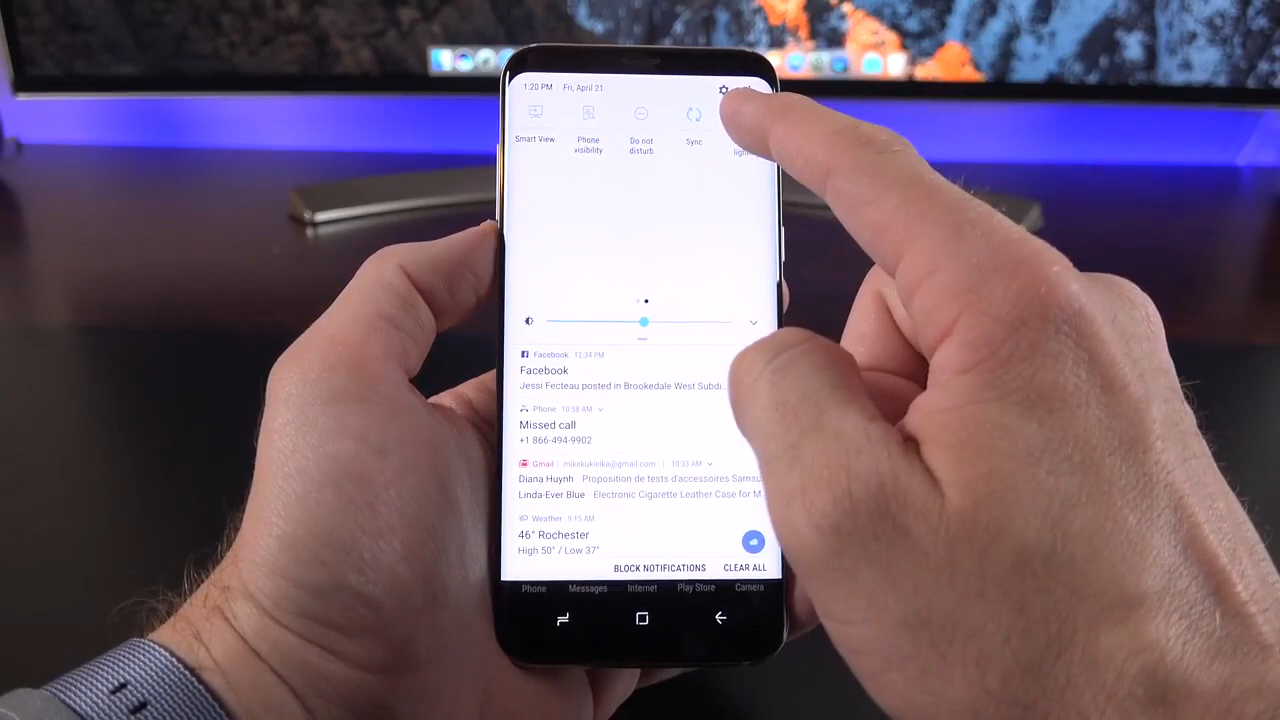 1:20 PM Fri, April 21
Smart View
Phone
visibility
Do not
disturb
Sync
Facebook 12:34 PM
Facebook
Jessi Fecteau posted in Brookedale West Subdi.
Phone 10:58 AM
Missed call
+1 866-494-9902
Gmail mikekukielka@gmail.com 10:33 AM
Diana Huynh Proposition de tests d'accessoires Samsu
Linda-Ever Blue Electronic Cigarette Leather Case for M
Weather 9:15 AM
46° Rochester
High 50° / Low 37°
BLOCK NOTIFICATIONS CLEAR ALL
Phone Messages Internet Play Store Camera